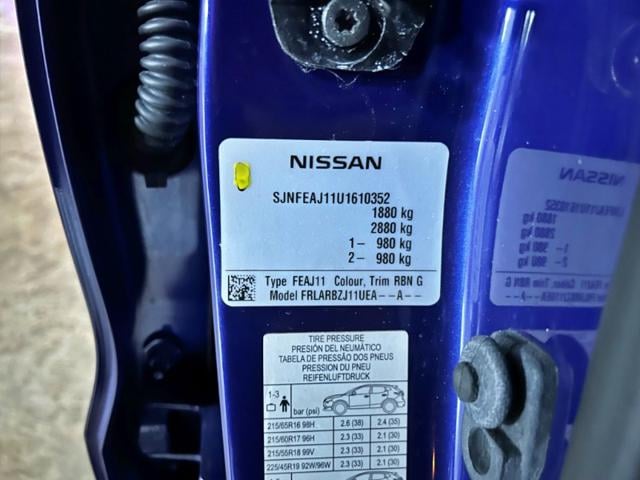 NISSAN
SJNFEAJ11U1610352
1880 kg
2880 kg
1- 980 kg
2- 980 kg
Type FEAJ11 Colour, Trim RBN G
Model FRLARBZJ11UEA--A--
TIRE PRESSURE
PRESIÓN DEL NEUMÁTICO
TABELA DE PRESSÃO DOS PNEUS
PRESSION DU PNEU
REIFENLUFTDRUCK
1-3 bar (psi)
215/65R16 98H 2.6 (38) 2.4 (35)
215/60R17 96H 2.3 (33) 2.1 (30)
215/55R18 99V 2.3 (33) 2.1 (30)
225/45R19 92W/96W 2.3 (33) 2.1 (30)